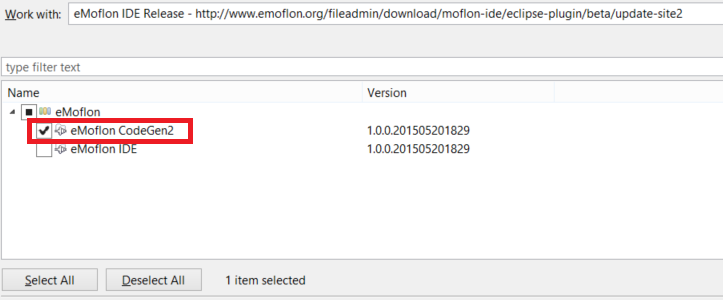 Work with: eMoflon IDE Release - http://www.emoflon.org/fileadmin/download/moflon-ide/eclipse-plugin/beta/update-site2
type filter text
Name Version
eMoflon
eMoflon CodeGen2 1.0.0.201505201829
eMoflon IDE 1.0.0.201505201829
Select All Deselect All 1 item selected